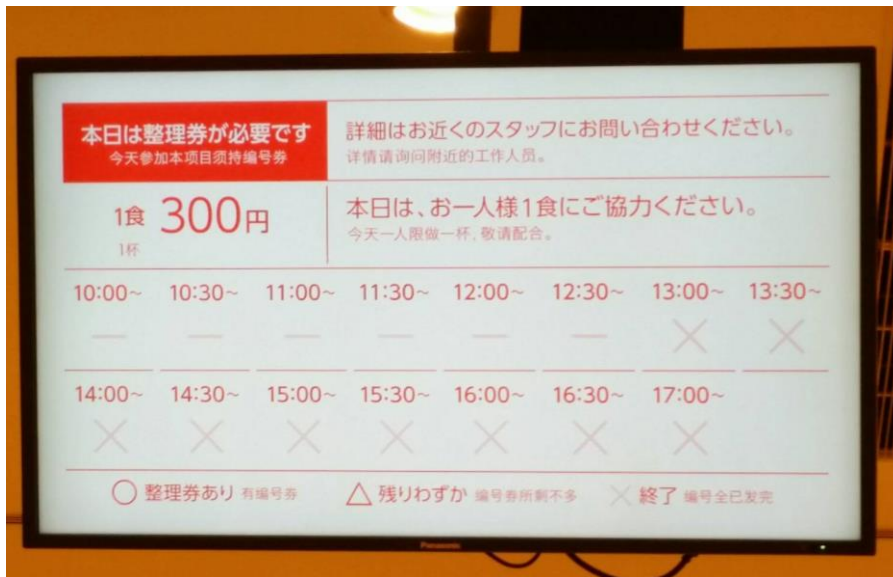 本日は整理券が必要です
今天参加本项目须持编号券
詳細はお近くのスタッフにお問い合わせください。
详情请询问附近的工作人员。
1食 300円
1杯
本日は、お一人様1食にご協力ください。
今天一人限做一杯，敬请配合。
10:00~ 10:30~ 11:00~ 11:30~ 12:00~ 12:30~ 13:00~ 13:30~
— — — — — — × ×
14:00~ 14:30~ 15:00~ 15:30~ 16:00~ 16:30~ 17:00~
× × × × × × ×
○ 整理券あり 有编号券 △ 残りわずか 编号券所剩不多 × 終了 编号全已发完
Panasonic